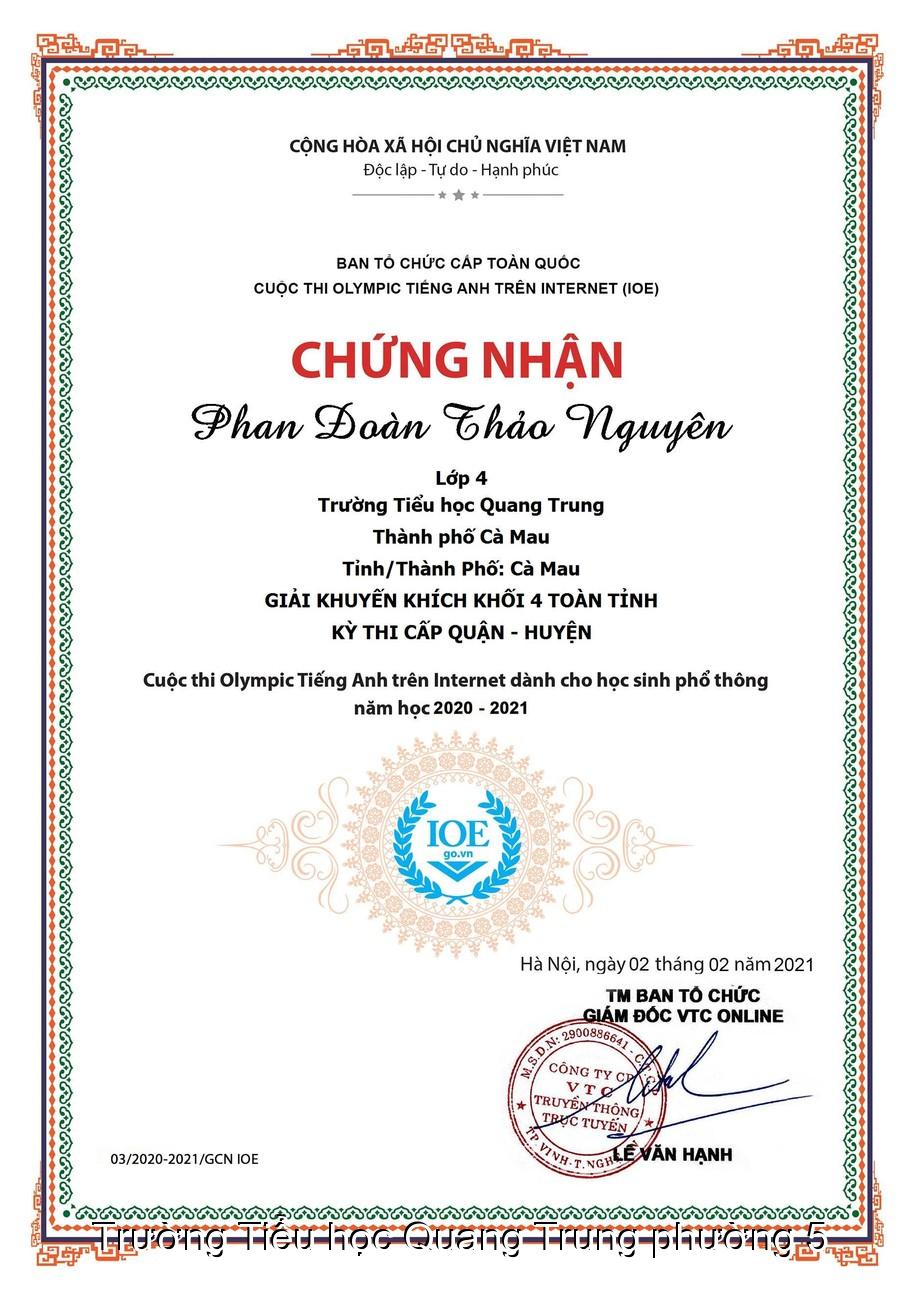 CỘNG HÒA XÃ HỘI CHỦ NGHĨA VIỆT NAM
Độc lập - Tự do - Hạnh phúc
BAN TỔ CHỨC CẤP TOÀN QUỐC
CUỘC THI OLYMPIC TIẾNG ANH TRÊN INTERNET (IOE)
CHỨNG NHẬN
Phan Đoàn Thảo Nguyên
Lớp 4
Trường Tiểu học Quang Trung
Thành phố Cà Mau
Tỉnh/Thành Phố: Cà Mau
GIẢI KHUYẾN KHÍCH KHỐI 4 TOÀN TỈNH
KỲ THI CẤP QUẬN - HUYỆN
Cuộc thi Olympic Tiếng Anh trên Internet dành cho học sinh phổ thông
năm học 2020 - 2021
IOE
go.vn
Hà Nội, ngày 02 tháng 02 năm 2021
TM BAN TỔ CHỨC
GIÁM ĐỐC VTC ONLINE
M.S.D.N: 2900886641 - C.T.C.P
CÔNG TY CP
VTC
TRUYỀN THÔNG
TRỰC TUYẾN
TP.VINH-T.NGHỆ AN
LÊ VĂN HẠNH
03/2020-2021/GCN IOE
Trường Tiểu học Quang Trung phường 5